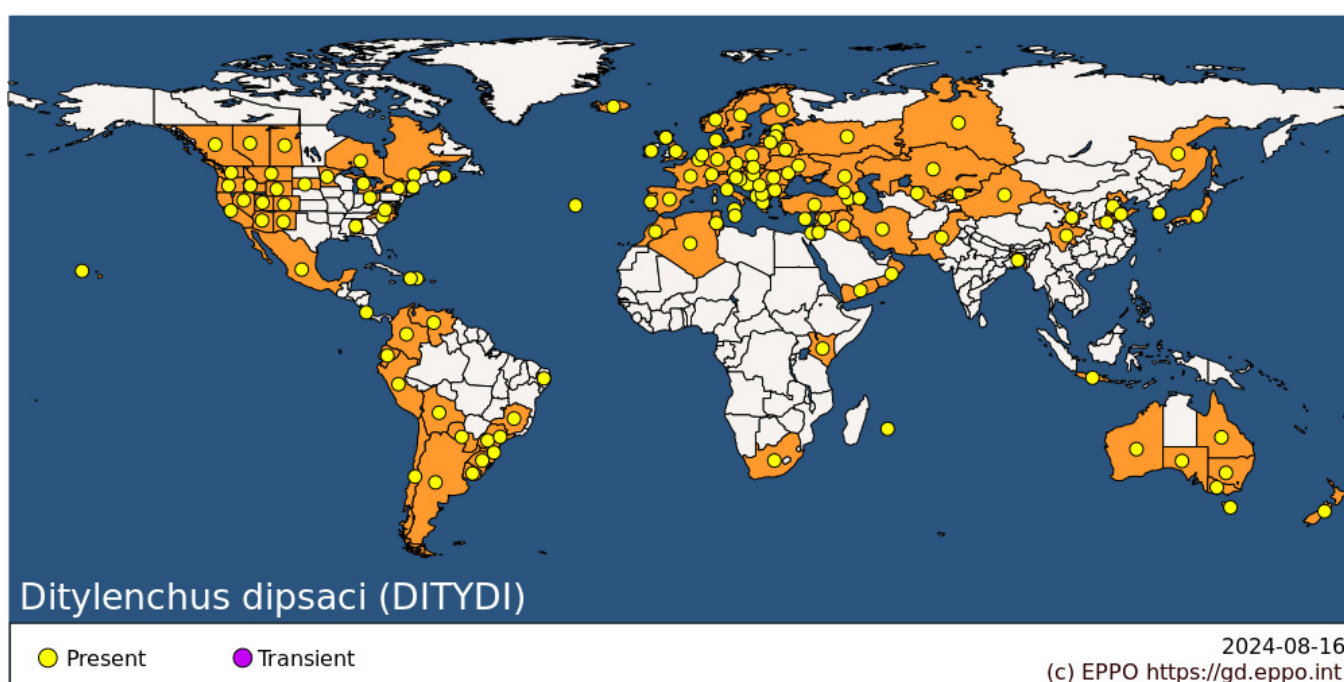 Ditylenchus dipsaci (DITYDI)
Present
Transient
2024-08-16
(c) EPPO https://gd.eppo.int